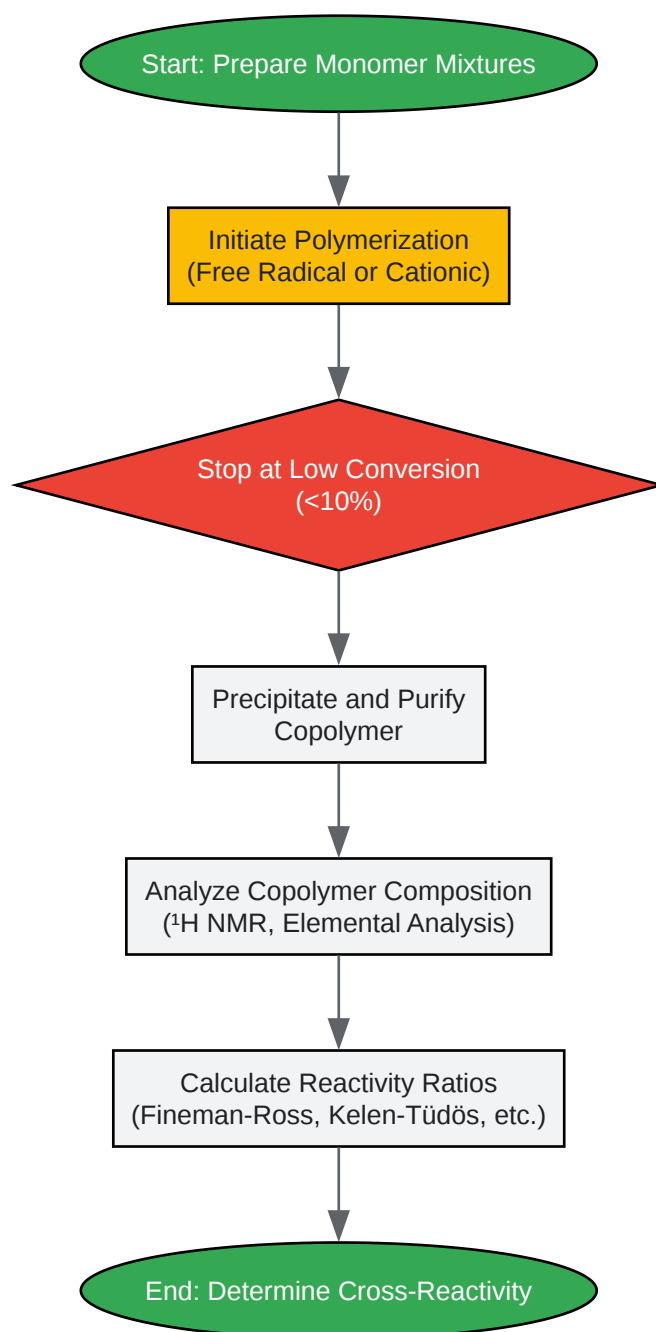 Start: Prepare Monomer Mixtures
Initiate Polymerization
(Free Radical or Cationic)
Stop at Low Conversion
(<10%)
Precipitate and Purify
Copolymer
Analyze Copolymer Composition
(¹H NMR, Elemental Analysis)
Calculate Reactivity Ratios
(Fineman-Ross, Kelen-Tüdös, etc.)
End: Determine Cross-Reactivity